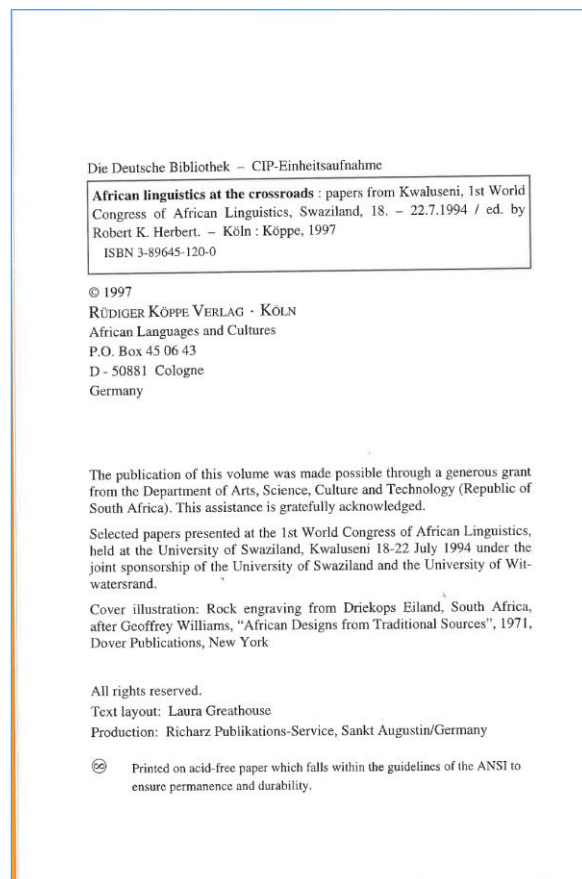 Die Deutsche Bibliothek – CIP-Einheitsaufnahme
African linguistics at the crossroads : papers from Kwaluseni, 1st World
Congress of African Linguistics, Swaziland, 18. – 22.7.1994 / ed. by
Robert K. Herbert. – Köln : Köppe, 1997
ISBN 3-89645-120-0
© 1997
RÜDIGER KÖPPE VERLAG · KÖLN
African Languages and Cultures
P.O. Box 45 06 43
D - 50881 Cologne
Germany
The publication of this volume was made possible through a generous grant
from the Department of Arts, Science, Culture and Technology (Republic of
South Africa). This assistance is gratefully acknowledged.
Selected papers presented at the 1st World Congress of African Linguistics,
held at the University of Swaziland, Kwaluseni 18-22 July 1994 under the
joint sponsorship of the University of Swaziland and the University of Wit-
watersrand.
Cover illustration: Rock engraving from Driekops Eiland, South Africa,
after Geoffrey Williams, “African Designs from Traditional Sources”, 1971,
Dover Publications, New York
All rights reserved.
Text layout: Laura Greathouse
Production: Richarz Publikations-Service, Sankt Augustin/Germany
♾ Printed on acid-free paper which falls within the guidelines of the ANSI to
ensure permanence and durability.